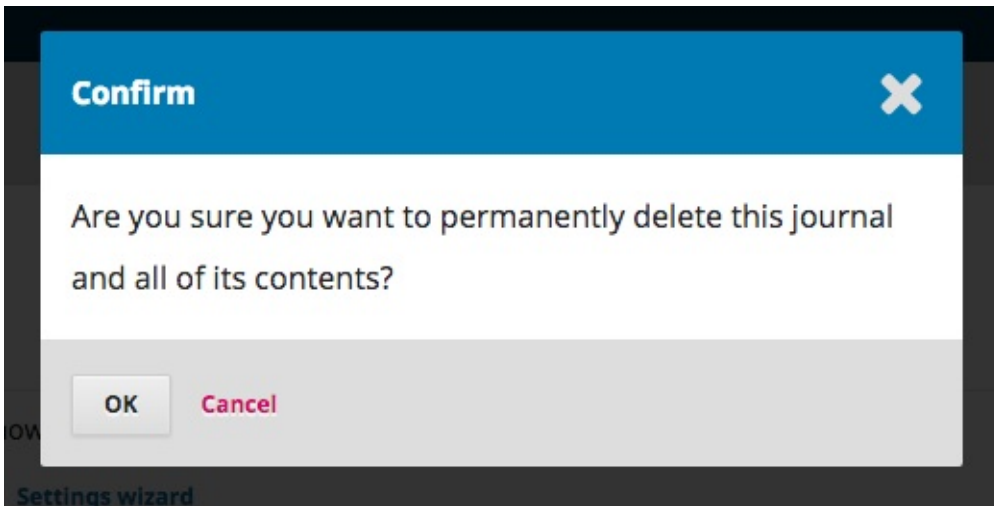 Confirm
Are you sure you want to permanently delete this journal
and all of its contents?
OK Cancel
Settings wizard